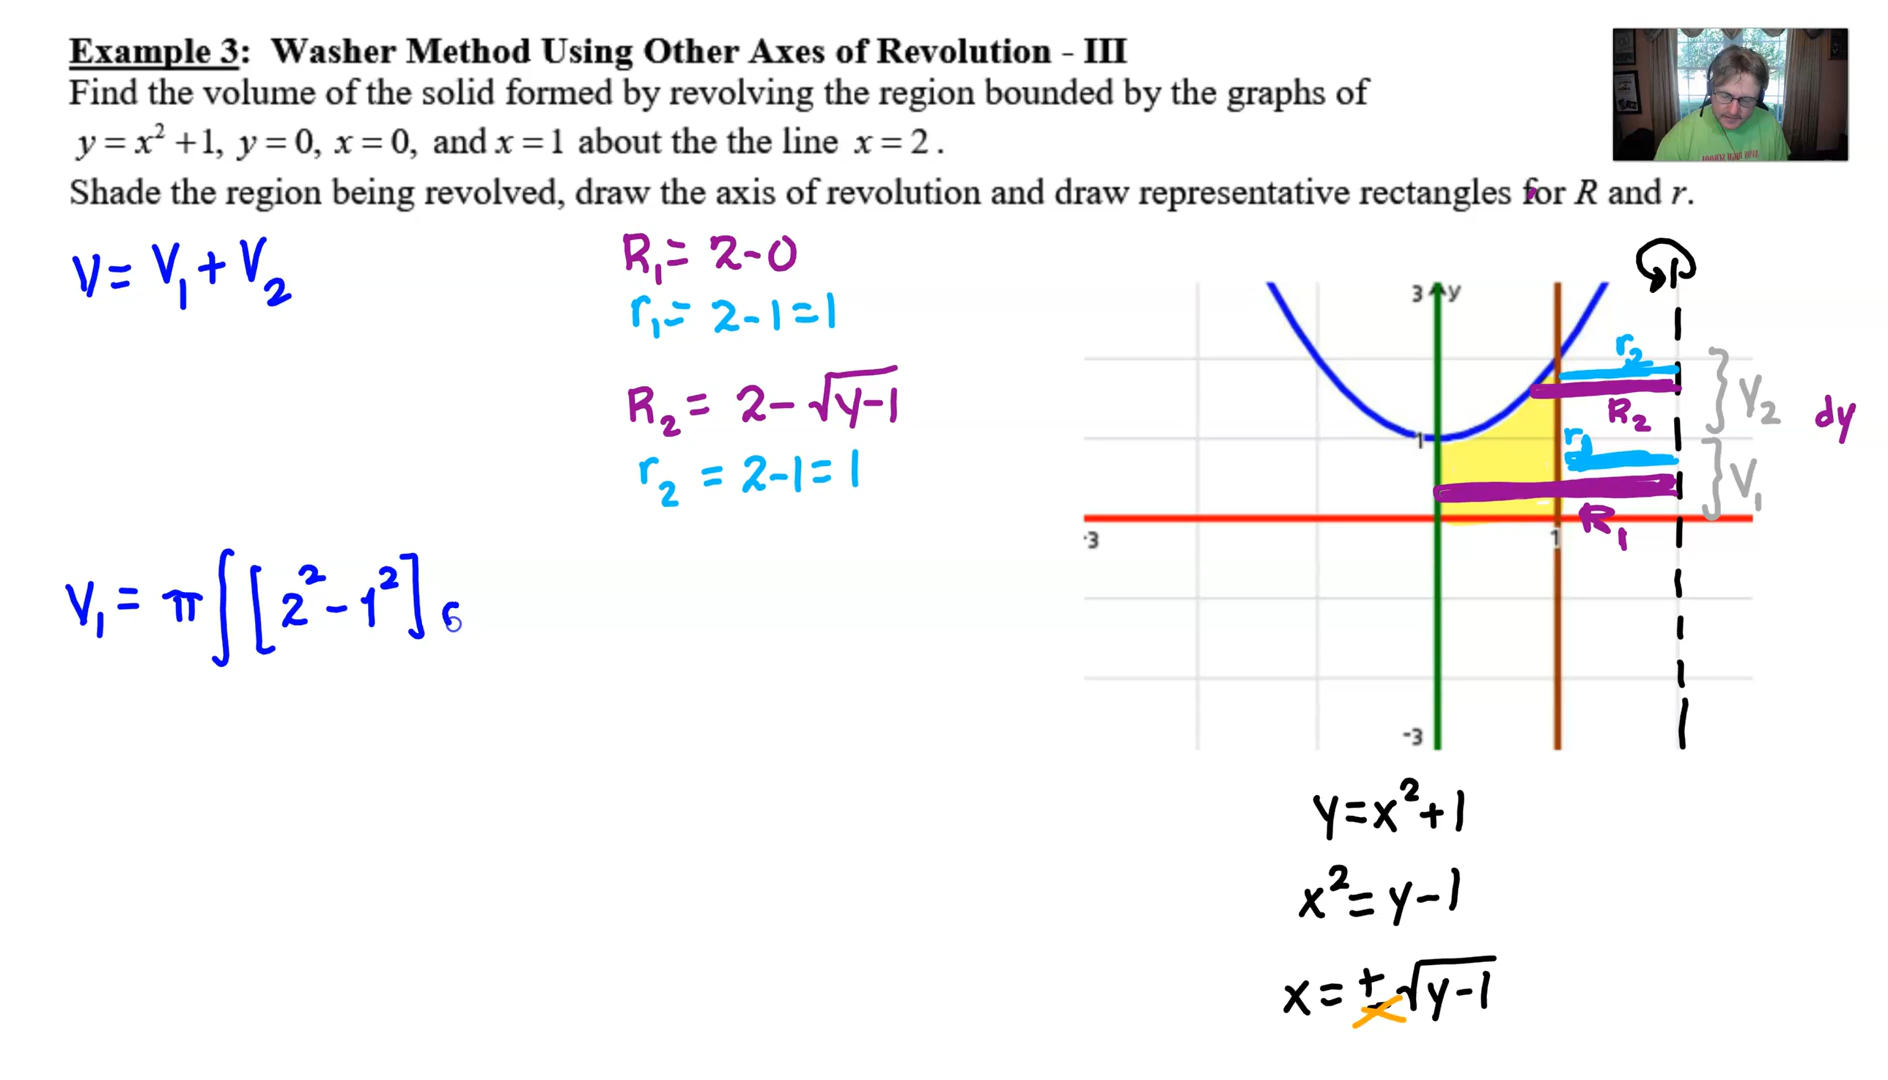 Example 3: Washer Method Using Other Axes of Revolution - III
Find the volume of the solid formed by revolving the region bounded by the graphs of
y = x² + 1, y = 0, x = 0, and x = 1 about the the line x = 2.
Shade the region being revolved, draw the axis of revolution and draw representative rectangles for R and r.
V = V₁ + V₂
R₁ = 2 - 0
r₁ = 2 - 1 = 1
R₂ = 2 - √(y-1)
r₂ = 2 - 1 = 1
V₁ = π ∫ [2² - 1²]
3 y
r₂
R₂
V₂
dy
1
r₁
V₁
R₁
-3
1
-3
y = x² + 1
x² = y - 1
x = ± √(y-1)